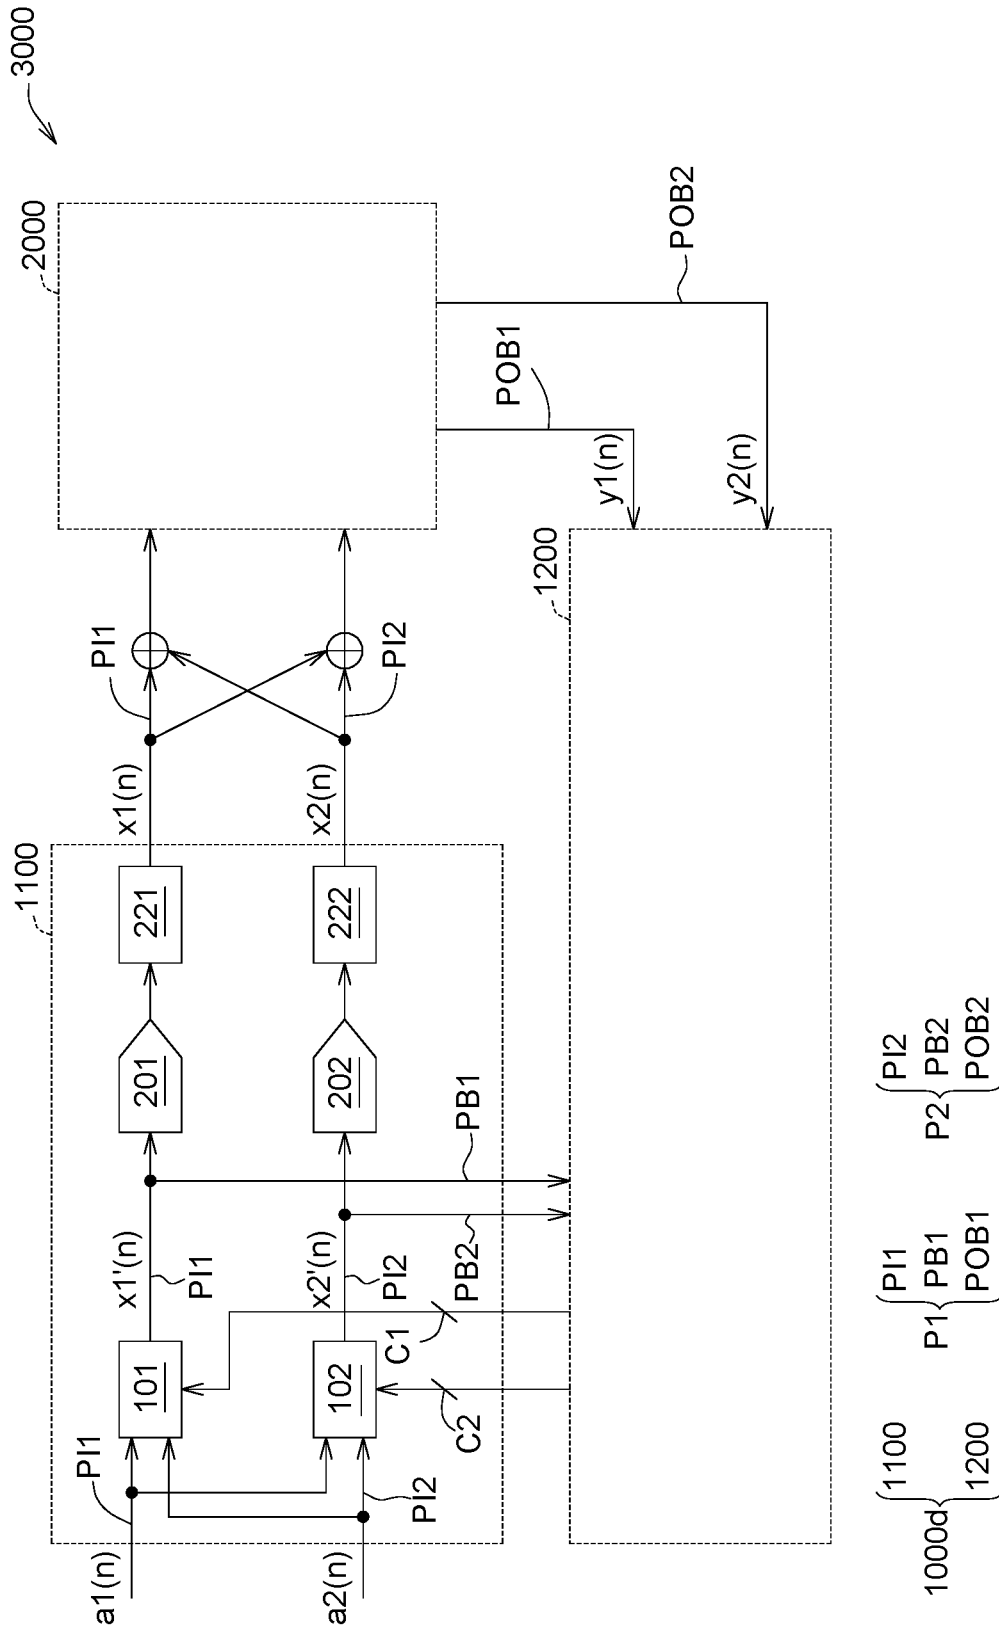 3000
1100
2000
a1(n)
PI1
101
x1'(n)
PI1
201
221
x1(n)
PI1
a2(n)
PI2
102
x2'(n)
PI2
202
222
x2(n)
PI2
C2
C1
PB2
PB1
POB1
POB2
1200
y1(n)
y2(n)
1000d
1100
1200
P1
PI1
PB1
POB1
P2
PI2
PB2
POB2